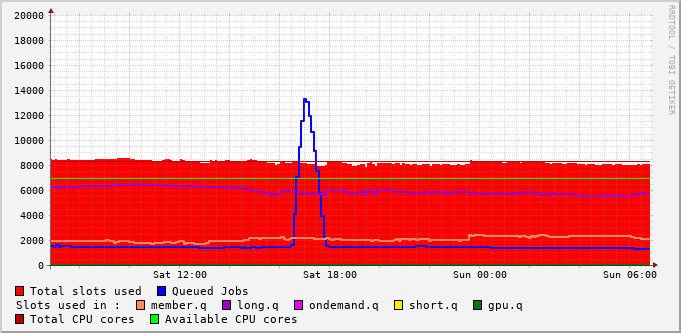 20000
18000
16000
14000
12000
10000
8000
6000
4000
2000
0
Sat 12:00 Sat 18:00 Sun 00:00 Sun 06:00
Total slots used Queued Jobs
Slots used in : member.q long.q ondemand.q short.q gpu.q
Total CPU cores Available CPU cores
RRDTOOL / TOBI OETIKER